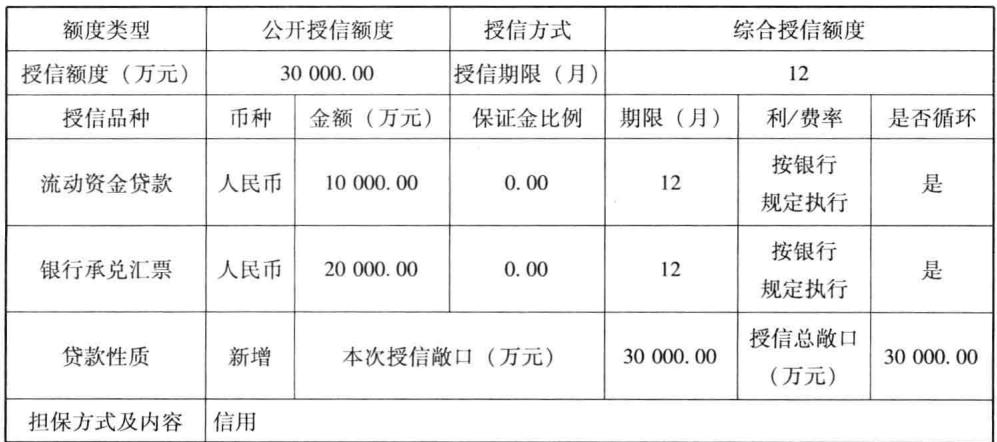 额度类型 公开授信额度 授信方式 综合授信额度
授信额度（万元） 30 000.00 授信期限（月） 12
授信品种 币种 金额（万元） 保证金比例 期限（月） 利/费率 是否循环
流动资金贷款 人民币 10 000.00 0.00 12 按银行 是
规定执行
银行承兑汇票 人民币 20 000.00 0.00 12 按银行 是
规定执行
贷款性质 新增 本次授信敞口（万元） 30 000.00 授信总敞口 30 000.00
（万元）
担保方式及内容 信用